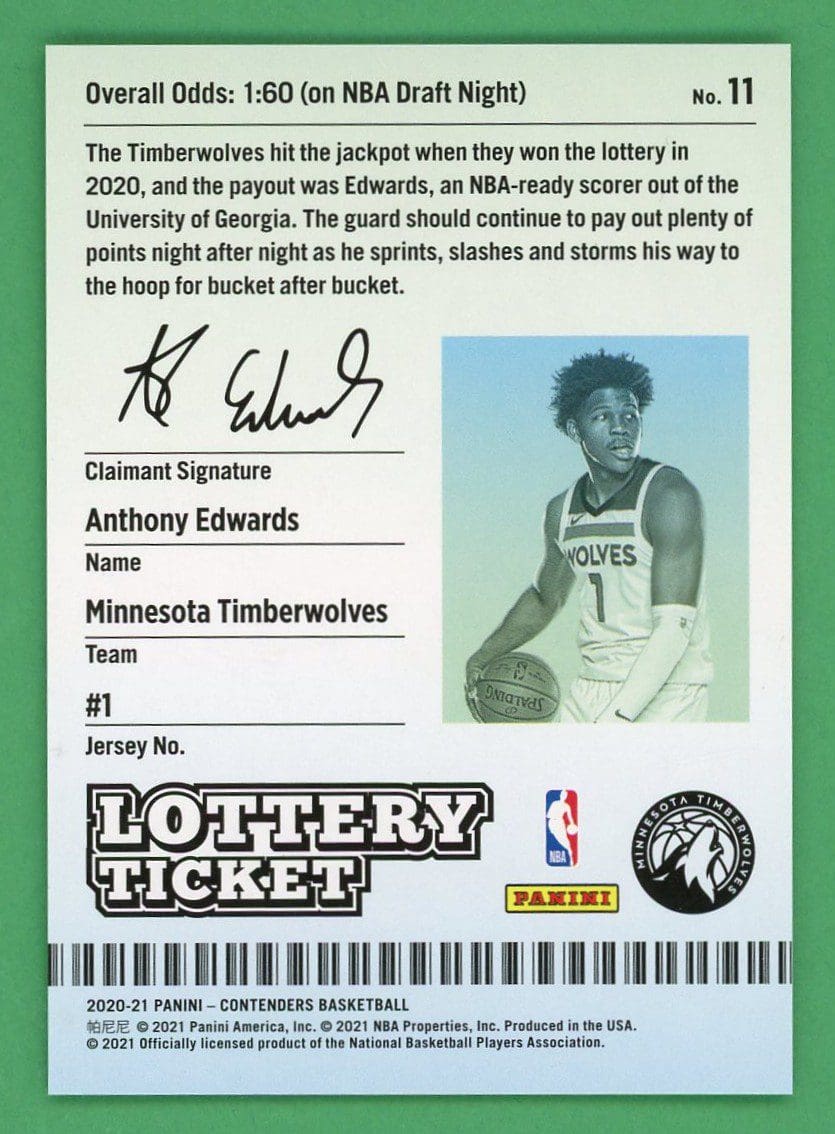 Overall Odds: 1:60 (on NBA Draft Night)
No. 11
The Timberwolves hit the jackpot when they won the lottery in
2020, and the payout was Edwards, an NBA-ready scorer out of the
University of Georgia. The guard should continue to pay out plenty of
points night after night as he sprints, slashes and storms his way to
the hoop for bucket after bucket.
Claimant Signature
Anthony Edwards
Name
Minnesota Timberwolves
Team
#1
Jersey No.
WOLVES
1
SPALDING
LOTTERY
TICKET
NBA
PANINI
MINNESOTA TIMBERWOLVES
2020-21 PANINI – CONTENDERS BASKETBALL
帕尼尼 © 2021 Panini America, Inc. © 2021 NBA Properties, Inc. Produced in the USA.
© 2021 Officially licensed product of the National Basketball Players Association.